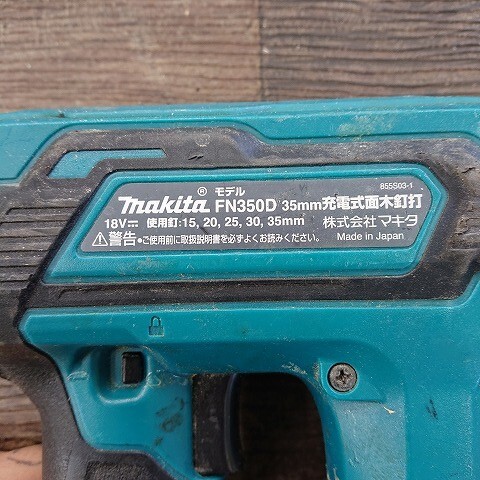 855S03-1
makita® モデル FN350D 35mm充電式面木釘打
18V⎓ 使用釘:15, 20, 25, 30, 35mm 株式会社マキタ
⚠警告 •ご使用前に取扱説明書を必ずよくお読みください。 Made in Japan